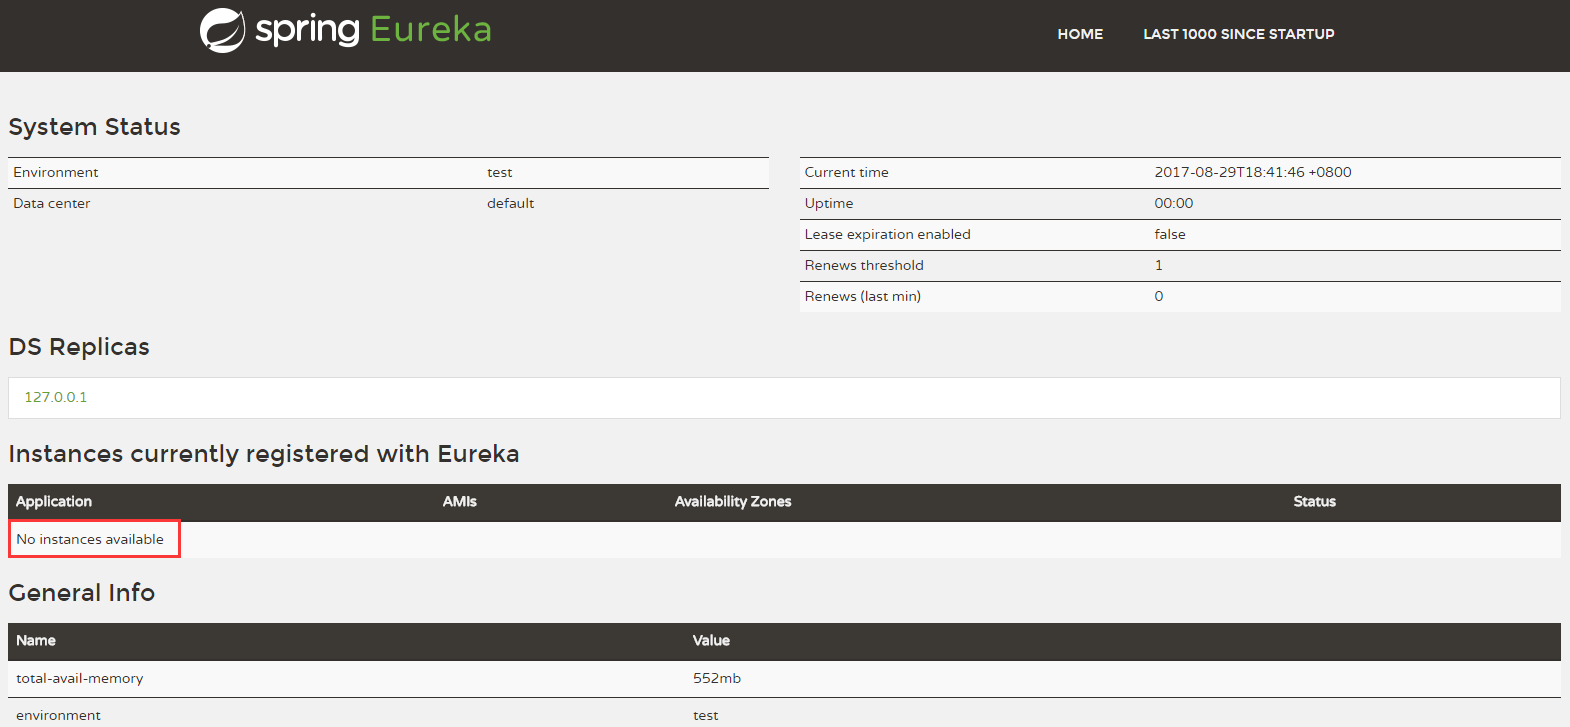 spring Eureka
HOME LAST 1000 SINCE STARTUP
System Status
Environment test
Data center default
Current time 2017-08-29T18:41:46 +0800
Uptime 00:00
Lease expiration enabled false
Renews threshold 1
Renews (last min) 0
DS Replicas
127.0.0.1
Instances currently registered with Eureka
Application AMIs Availability Zones Status
No instances available
General Info
Name Value
total-avail-memory 552mb
environment test